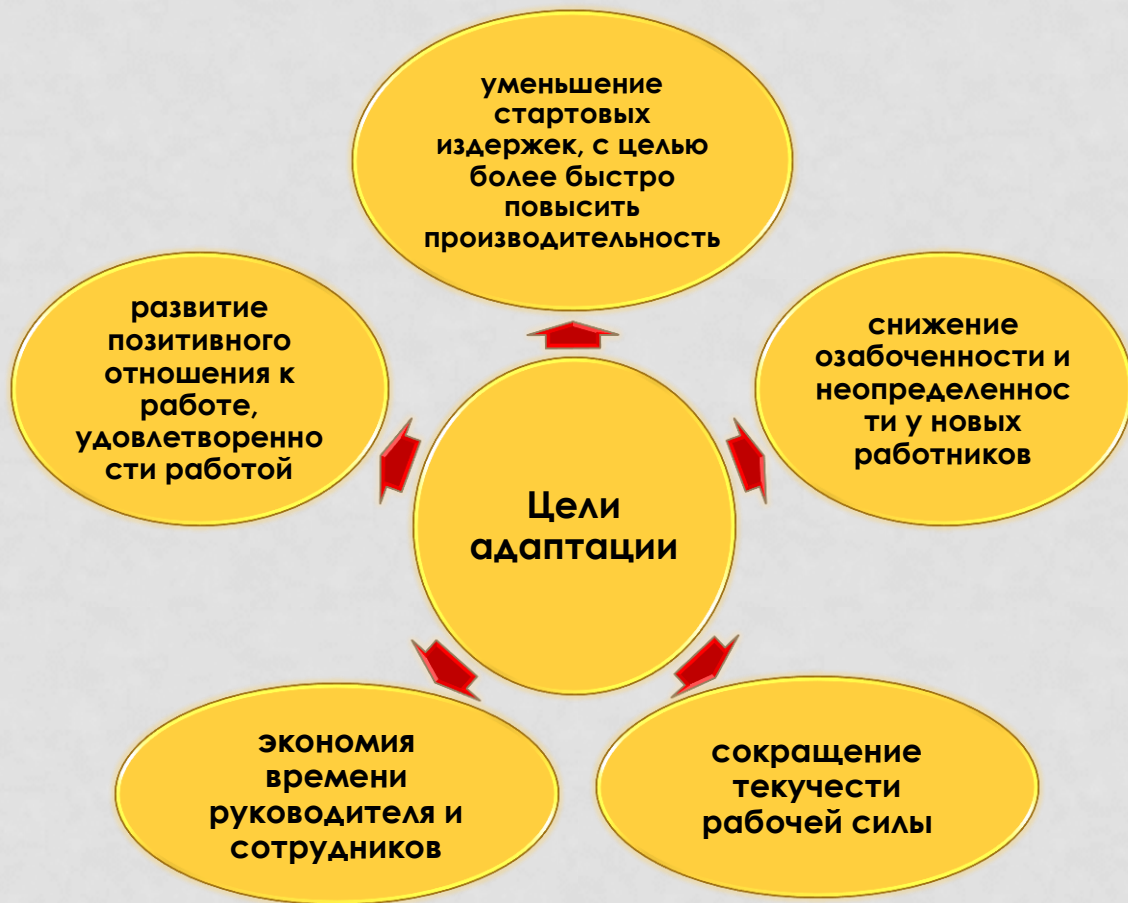 уменьшение
стартовых
издержек, с целью
более быстро
повысить
производительность
развитие
позитивного
отношения к
работе,
удовлетворенно
сти работой
снижение
озабоченности и
неопределеннос
ти у новых
работников
Цели
адаптации
экономия
времени
руководителя и
сотрудников
сокращение
текучести
рабочей силы